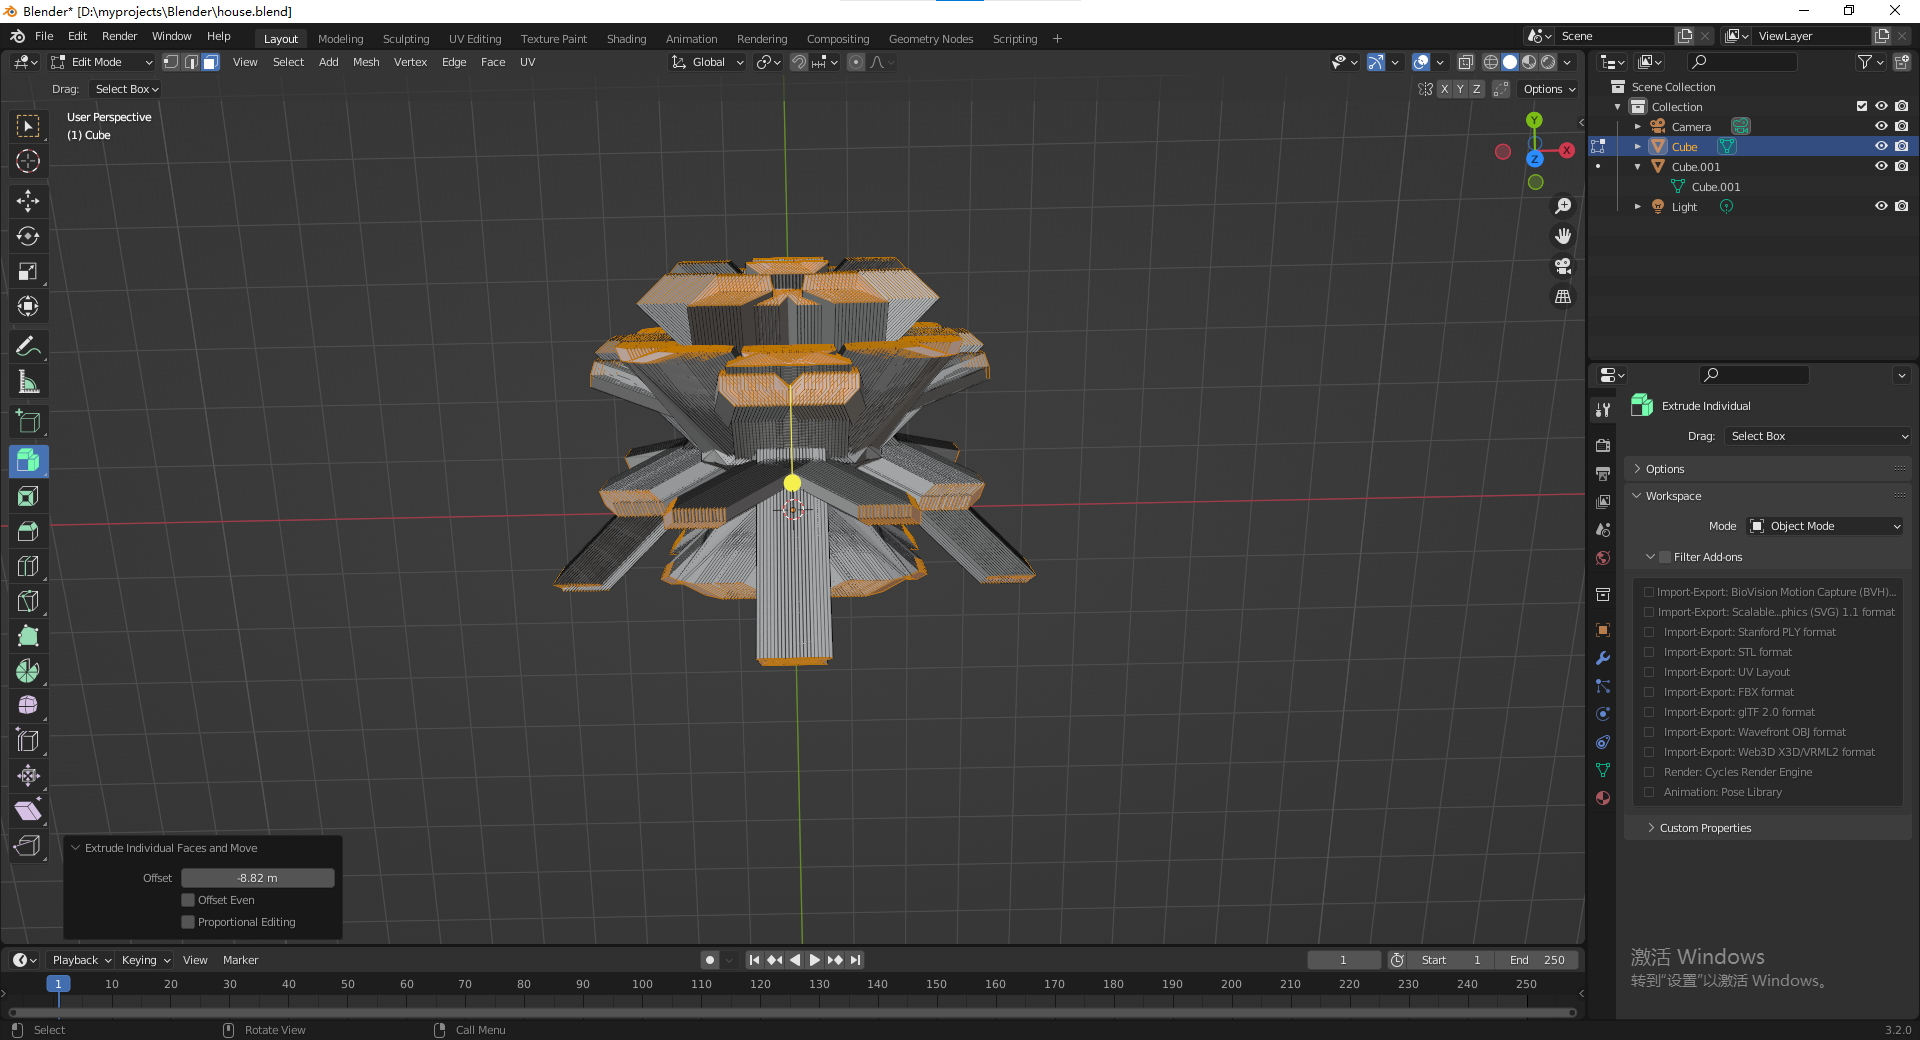 Blender* [D:\myprojects\Blender\house.blend]
File Edit Render Window Help Layout Modeling Sculpting UV Editing Texture Paint Shading Animation Rendering Compositing Geometry Nodes Scripting + Scene ViewLayer
Edit Mode View Select Add Mesh Vertex Edge Face UV Global
Drag: Select Box X Y Z Options
User Perspective
(1) Cube
Y
X
Z
Scene Collection
Collection
Camera
Cube
Cube.001
Cube.001
Light
Extrude Individual
Drag: Select Box
Options
Workspace
Mode Object Mode
Filter Add-ons
Import-Export: BioVision Motion Capture (BVH)...
Import-Export: Scalable...phics (SVG) 1.1 format
Import-Export: Stanford PLY format
Import-Export: STL format
Import-Export: UV Layout
Import-Export: FBX format
Import-Export: glTF 2.0 format
Import-Export: Wavefront OBJ format
Import-Export: Web3D X3D/VRML2 format
Render: Cycles Render Engine
Animation: Pose Library
Custom Properties
Extrude Individual Faces and Move
Offset -8.82 m
Offset Even
Proportional Editing
激活 Windows
转到“设置”以激活 Windows。
Playback Keying View Marker 1 Start 1 End 250
1 10 20 30 40 50 60 70 80 90 100 110 120 130 140 150 160 170 180 190 200 210 220 230 240 250
Select Rotate View Call Menu 3.2.0